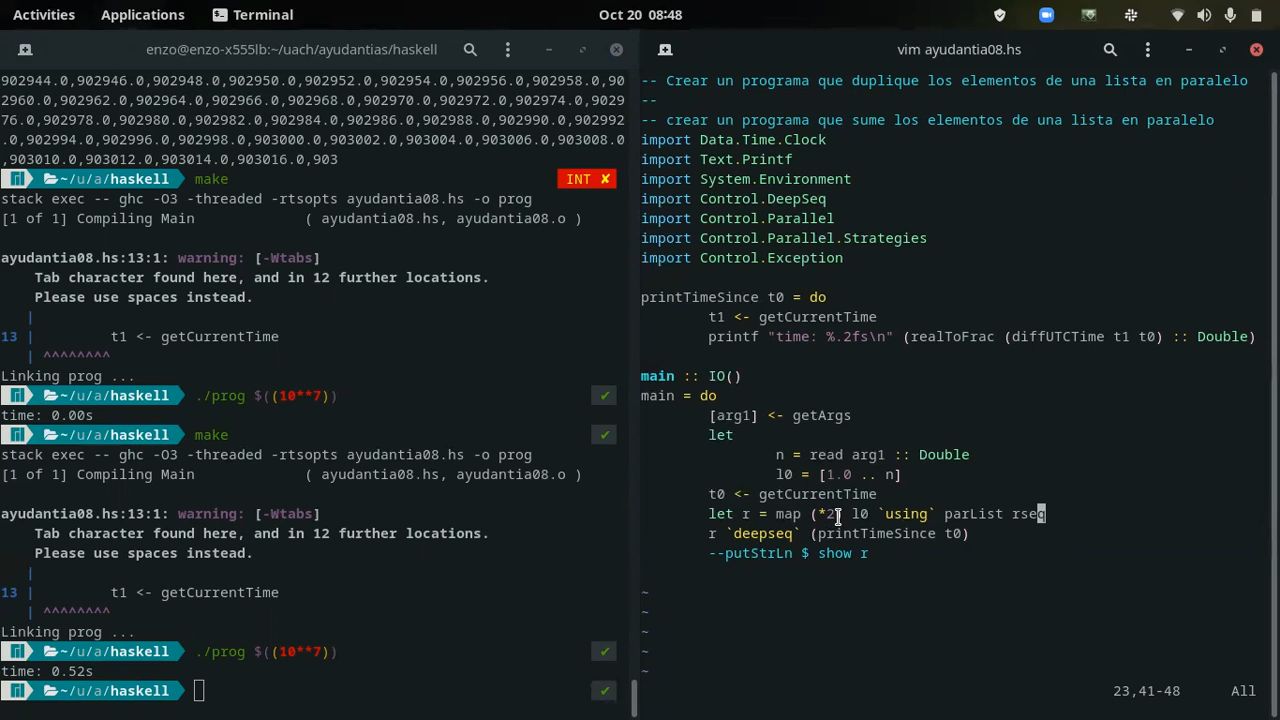 Activities Applications Terminal Oct 20 08:48
enzo@enzo-x555lb:~/uach/ayudantias/haskell
902944.0,902946.0,902948.0,902950.0,902952.0,902954.0,902956.0,902958.0,90
2960.0,902962.0,902964.0,902966.0,902968.0,902970.0,902972.0,902974.0,9029
76.0,902978.0,902980.0,902982.0,902984.0,902986.0,902988.0,902990.0,902992
.0,902994.0,902996.0,902998.0,903000.0,903002.0,903004.0,903006.0,903008.0
,903010.0,903012.0,903014.0,903016.0,903
~/u/a/haskell make INT ✘
stack exec -- ghc -O3 -threaded -rtsopts ayudantia08.hs -o prog
[1 of 1] Compiling Main ( ayudantia08.hs, ayudantia08.o )
ayudantia08.hs:13:1: warning: [-Wtabs]
Tab character found here, and in 12 further locations.
Please use spaces instead.
|
13 | t1 <- getCurrentTime
| ^^^^^^^^
Linking prog ...
~/u/a/haskell ./prog $((10**7)) ✔
time: 0.00s
~/u/a/haskell make ✔
stack exec -- ghc -O3 -threaded -rtsopts ayudantia08.hs -o prog
[1 of 1] Compiling Main ( ayudantia08.hs, ayudantia08.o )
ayudantia08.hs:13:1: warning: [-Wtabs]
Tab character found here, and in 12 further locations.
Please use spaces instead.
|
13 | t1 <- getCurrentTime
| ^^^^^^^^
Linking prog ...
~/u/a/haskell ./prog $((10**7)) ✔
time: 0.52s
~/u/a/haskell ✔
vim ayudantia08.hs
-- Crear un programa que duplique los elementos de una lista en paralelo
--
-- crear un programa que sume los elementos de una lista en paralelo
import Data.Time.Clock
import Text.Printf
import System.Environment
import Control.DeepSeq
import Control.Parallel
import Control.Parallel.Strategies
import Control.Exception
printTimeSince t0 = do
t1 <- getCurrentTime
printf "time: %.2fs\n" (realToFrac (diffUTCTime t1 t0) :: Double)
main :: IO()
main = do
[arg1] <- getArgs
let
n = read arg1 :: Double
l0 = [1.0 .. n]
t0 <- getCurrentTime
let r = map (*2) l0 `using` parList rseq
r `deepseq` (printTimeSince t0)
--putStrLn $ show r
~
~
~
~
~
23,41-48 All